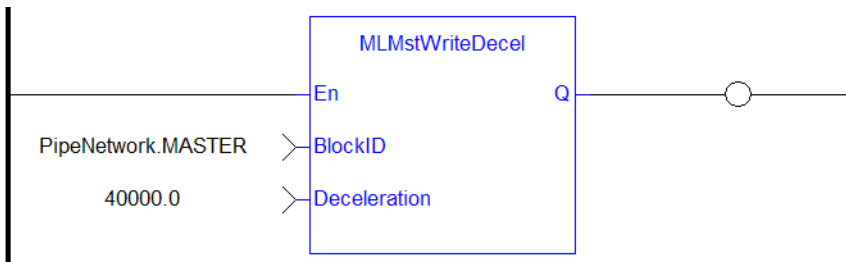 MLMstWriteDecel
En Q
PipeNetwork.MASTER BlockID
40000.0 Deceleration